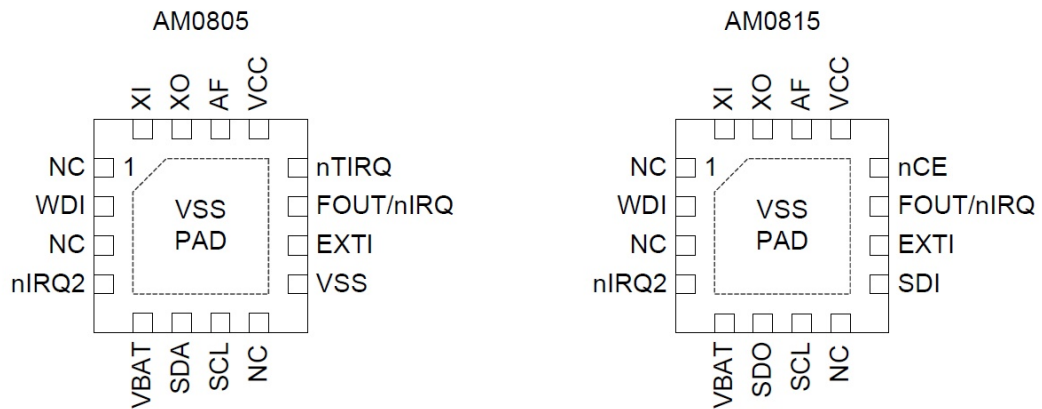 AM0805
XI XO AF VCC
NC 1 nTIRQ
WDI FOUT/nIRQ
NC EXTI
nIRQ2 VSS
VSS
PAD
VBAT SDA SCL NC
AM0815
XI XO AF VCC
NC 1 nCE
WDI FOUT/nIRQ
NC EXTI
nIRQ2 SDI
VSS
PAD
VBAT SDO SCL NC